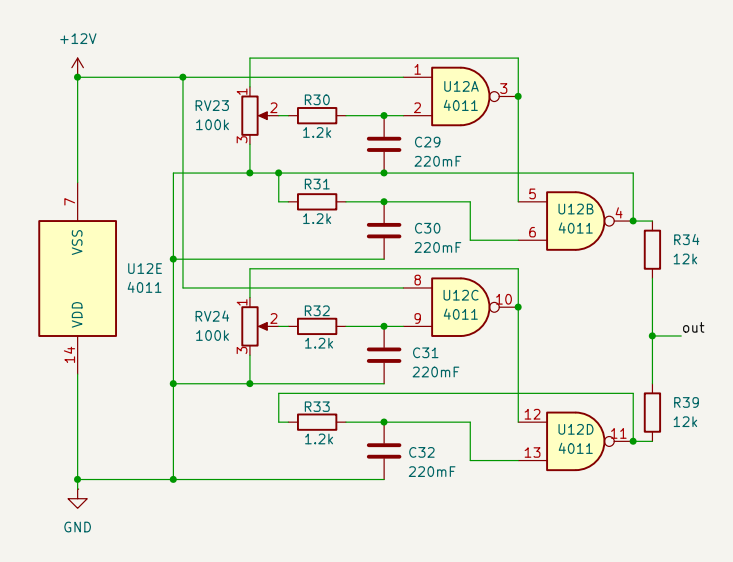 +12V
7
VSS
VDD
14
U12E
4011
GND
RV23
100k
1
2
3
R30
1.2k
C29
220mF
1
2
U12A
4011
3
R31
1.2k
C30
220mF
5
6
U12B
4011
4
RV24
100k
1
2
3
R32
1.2k
C31
220mF
8
9
U12C
4011
10
R33
1.2k
C32
220mF
12
13
U12D
4011
11
R34
12k
out
R39
12k